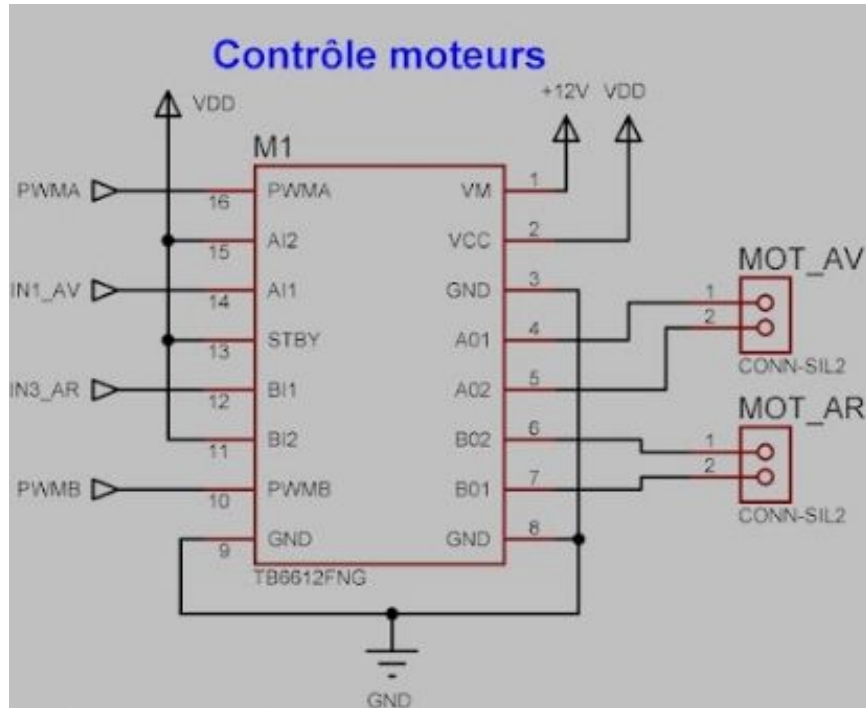 Contrôle moteurs
VDD
+12V
VDD
M1
PWMA
16
PWMA
VM
1
15
AI2
VCC
2
IN1_AV
14
AI1
GND
3
13
STBY
A01
4
IN3_AR
12
BI1
A02
5
11
BI2
B02
6
PWMB
10
PWMB
B01
7
9
GND
GND
8
TB6612FNG
MOT_AV
1
2
CONN-SIL2
MOT_AR
1
2
CONN-SIL2
GND